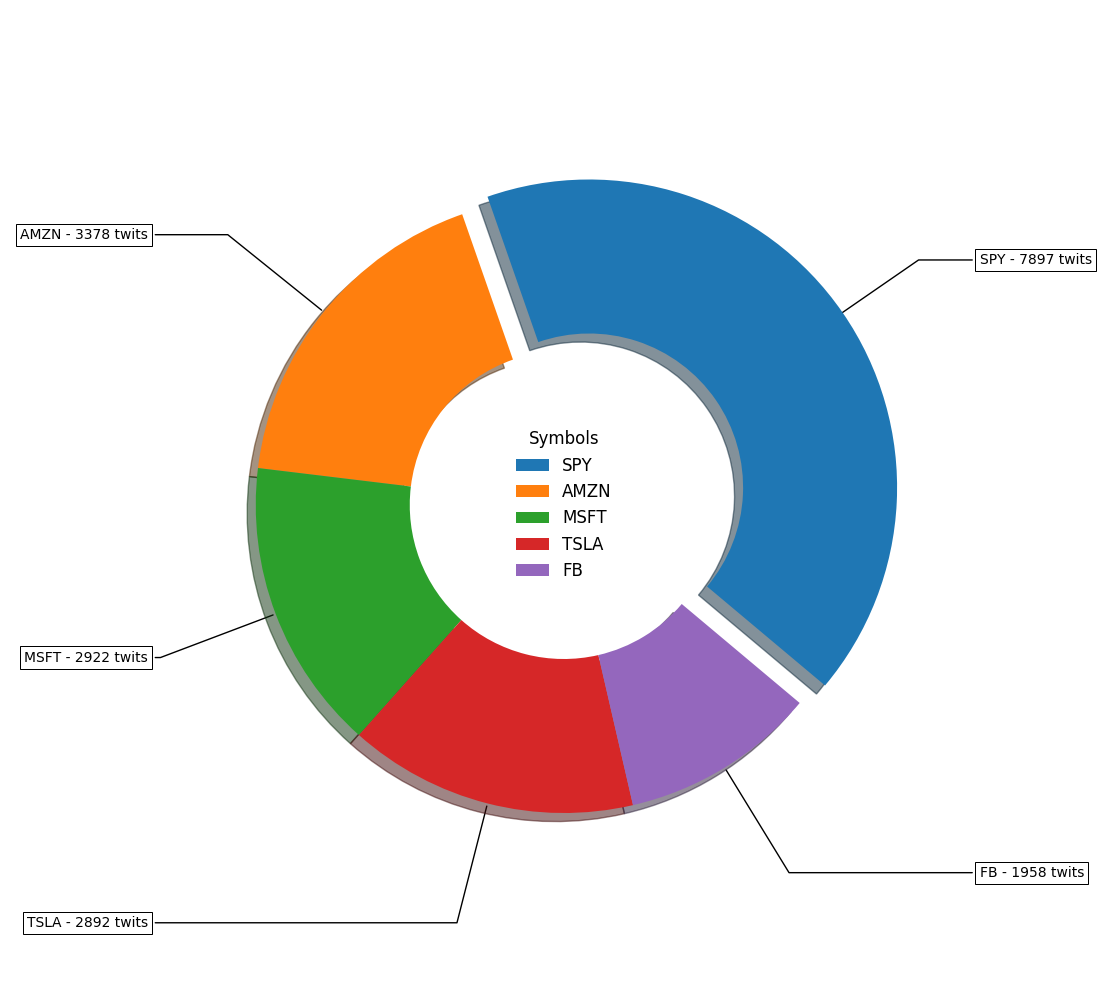 AMZN - 3378 twits
SPY - 7897 twits
Symbols
SPY
AMZN
MSFT
TSLA
FB
MSFT - 2922 twits
FB - 1958 twits
TSLA - 2892 twits